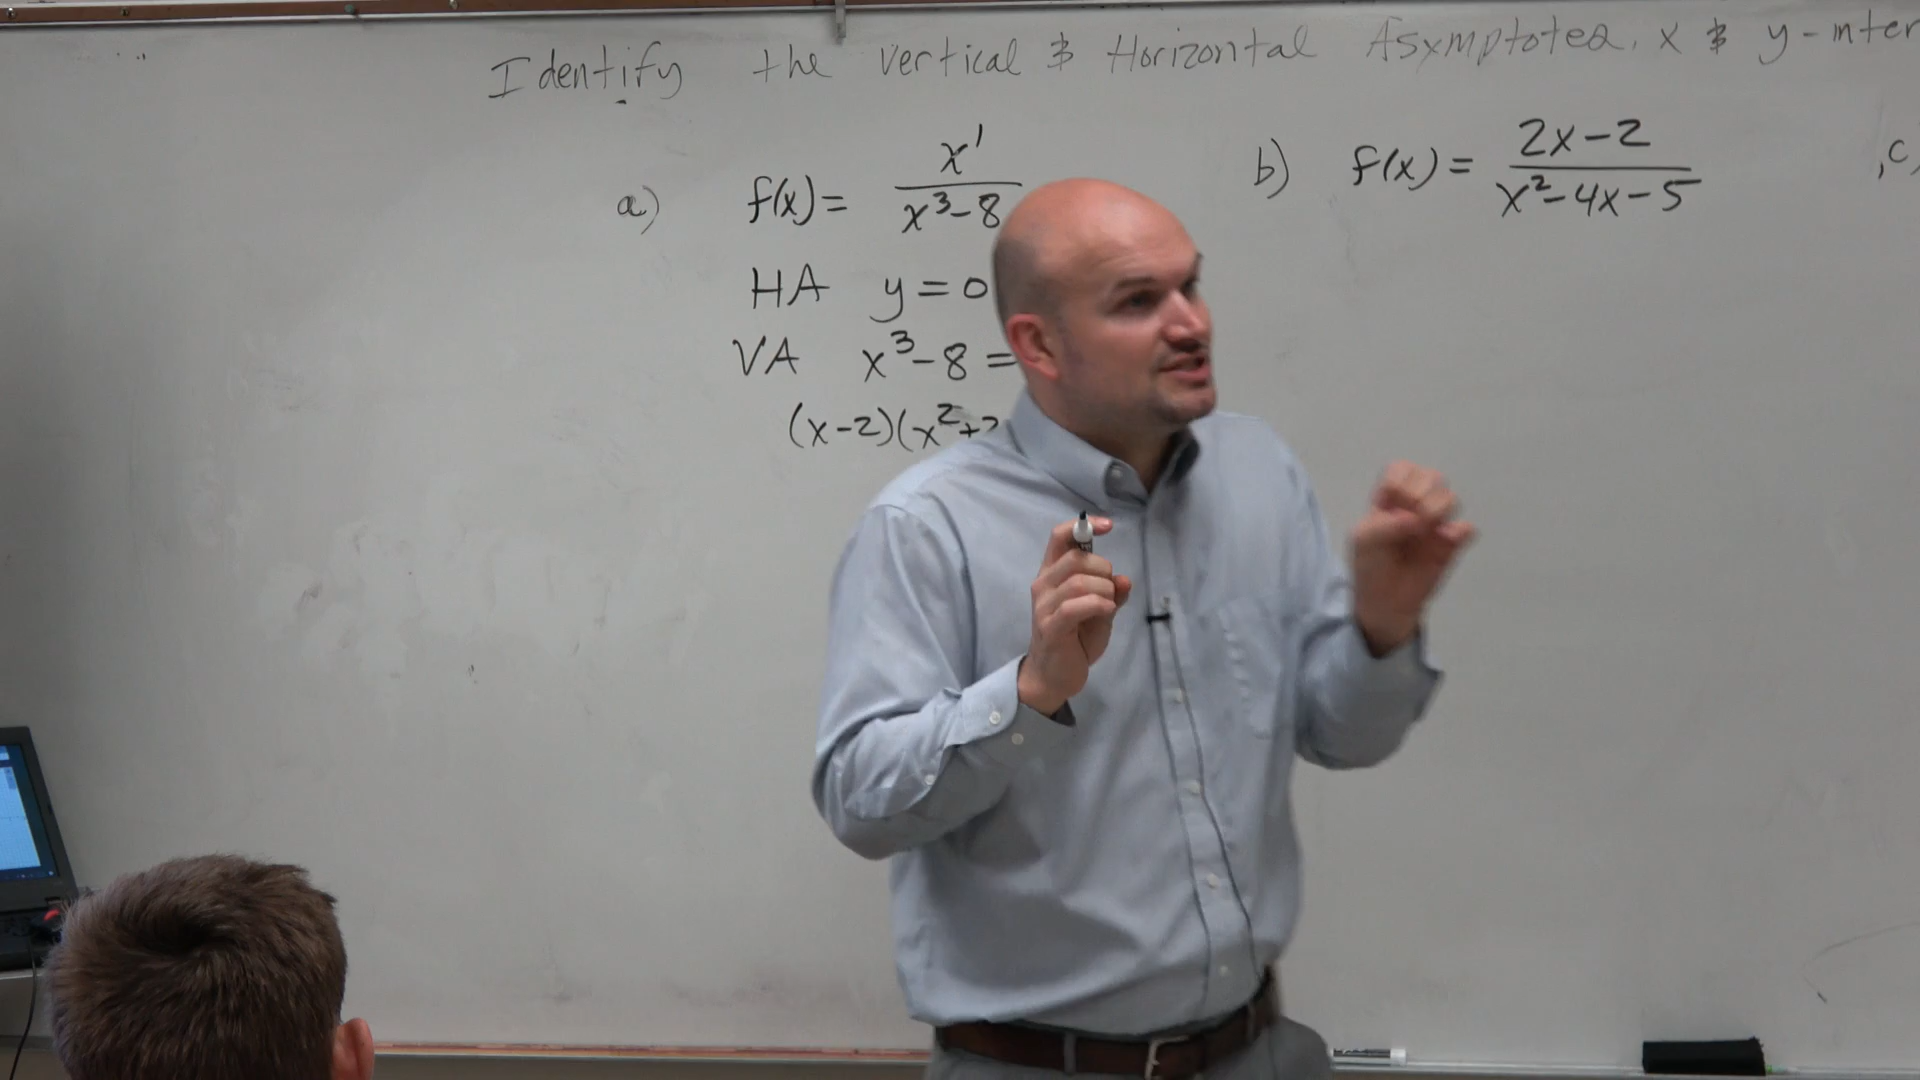 Identify the vertical & Horizontal Asymptotes, x & y-inter
a) f(x) = x¹ / x³-8
HA y = 0
VA x³-8 =
(x-2)(x²+2
b) f(x) = 2x-2 / x²-4x-5
c